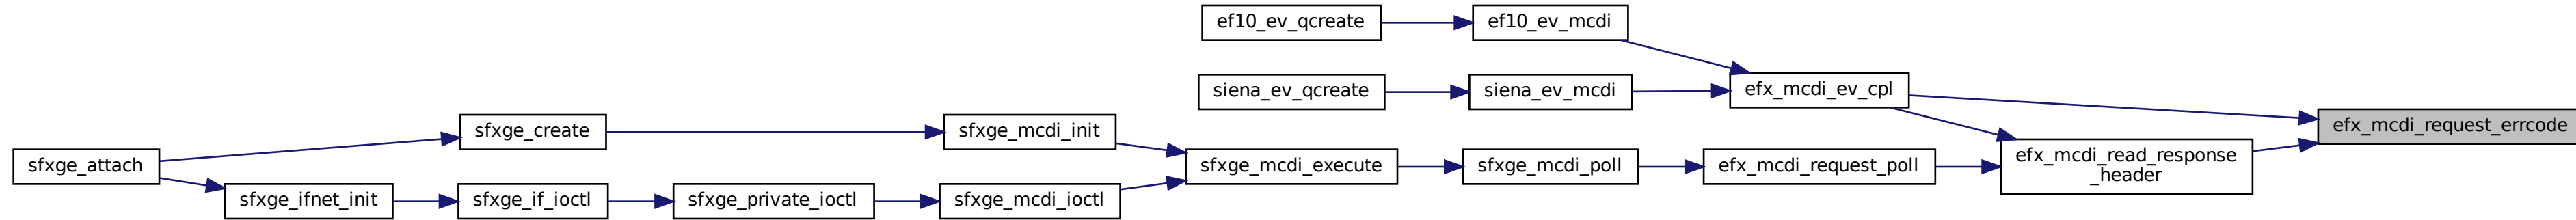 ef10_ev_qcreate
ef10_ev_mcdi
siena_ev_qcreate
siena_ev_mcdi
efx_mcdi_ev_cpl
efx_mcdi_request_errcode
sfxge_attach
sfxge_create
sfxge_mcdi_init
sfxge_mcdi_execute
sfxge_mcdi_poll
efx_mcdi_request_poll
efx_mcdi_read_response
_header
sfxge_ifnet_init
sfxge_if_ioctl
sfxge_private_ioctl
sfxge_mcdi_ioctl